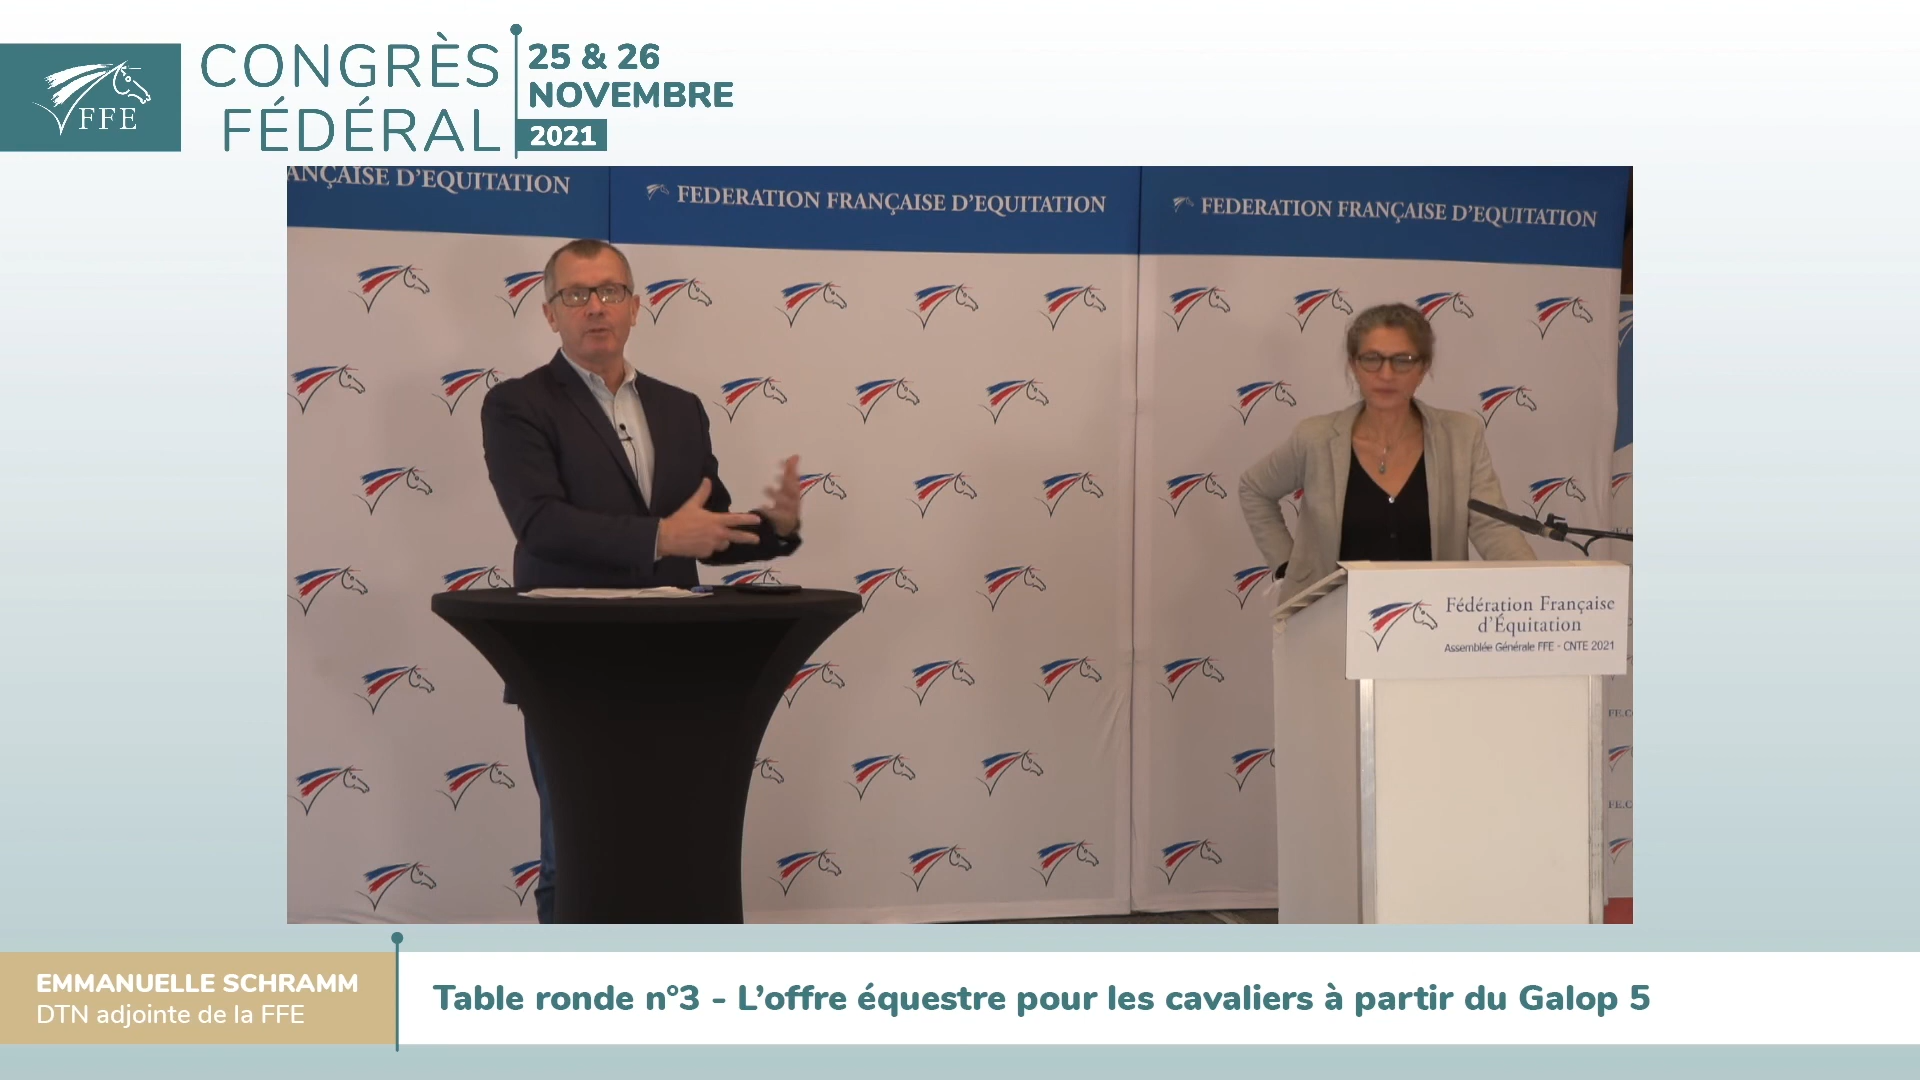 FFE
CONGRÈS
FÉDÉRAL
25 & 26
NOVEMBRE
2021
ANÇAISE D'EQUITATION
FEDERATION FRANÇAISE D'EQUITATION
FEDERATION FRANÇAISE D'EQUITATION
Fédération Française
d'Équitation
Assemblée Générale FFE - CNTE 2021
FE.C
FE.C
EMMANUELLE SCHRAMM
DTN adjointe de la FFE
Table ronde n°3 - L'offre équestre pour les cavaliers à partir du Galop 5